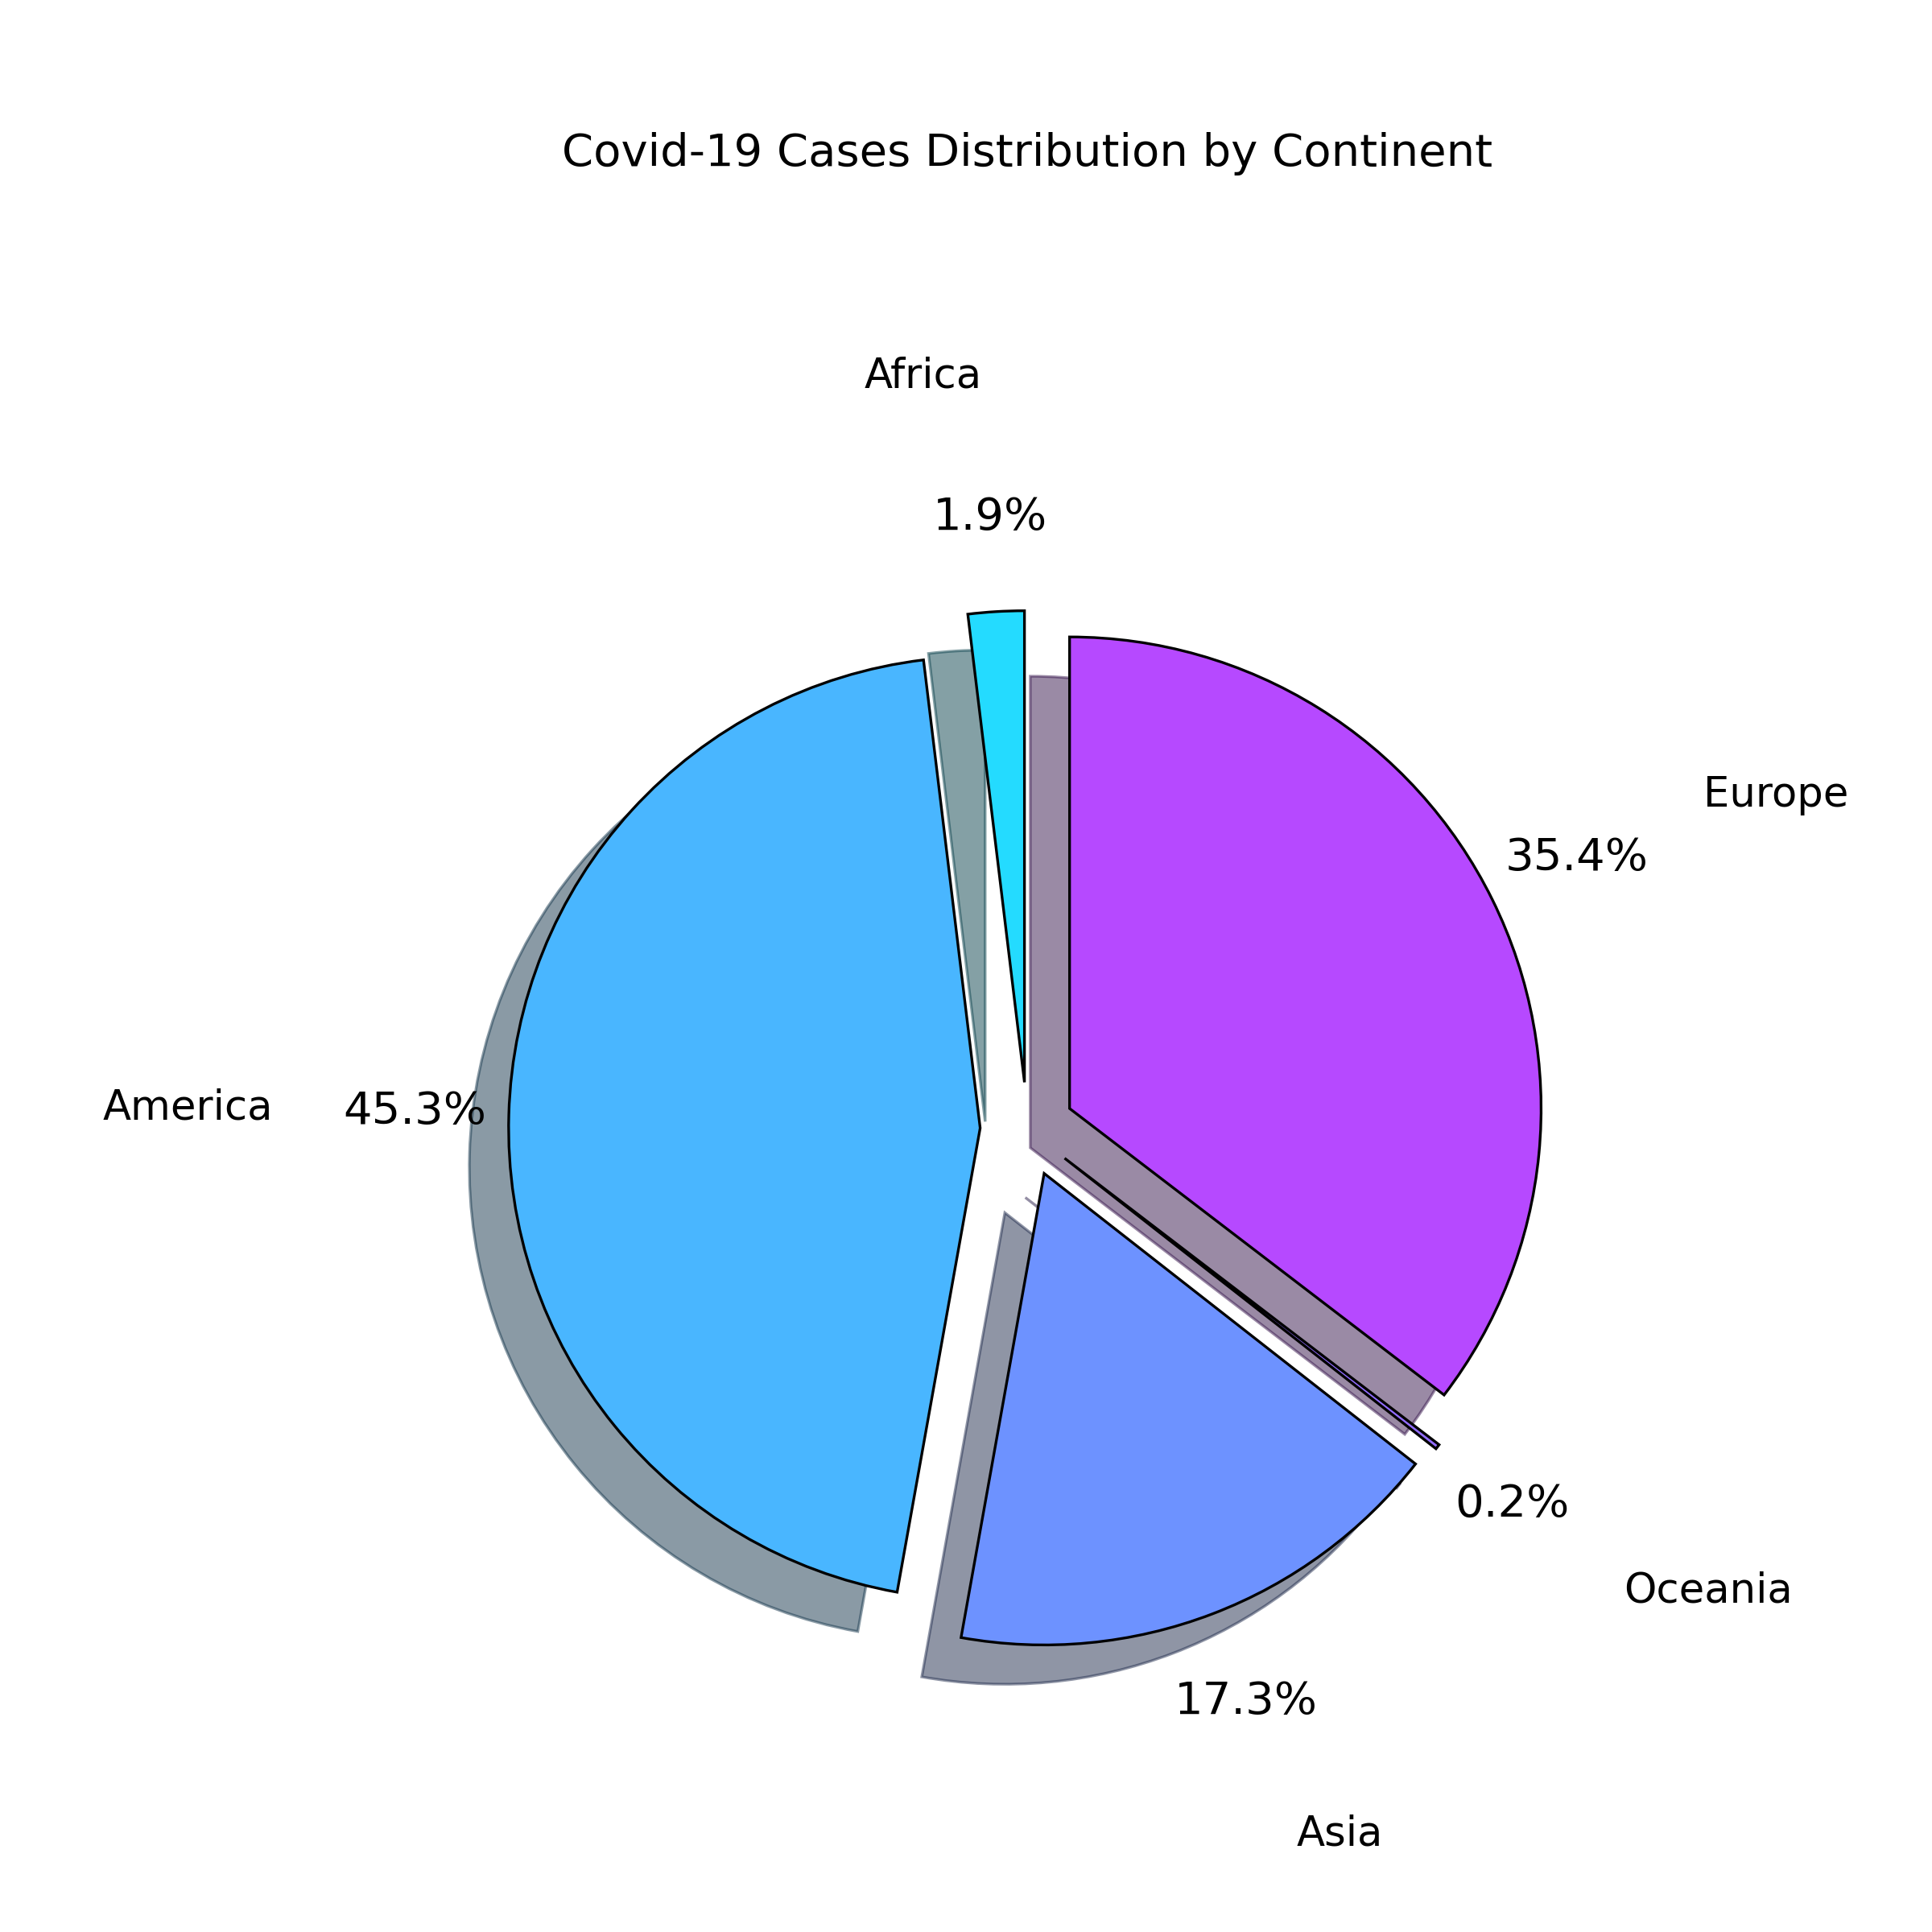 Covid-19 Cases Distribution by Continent
Africa
1.9%
Europe
35.4%
America
45.3%
0.2%
Oceania
17.3%
Asia